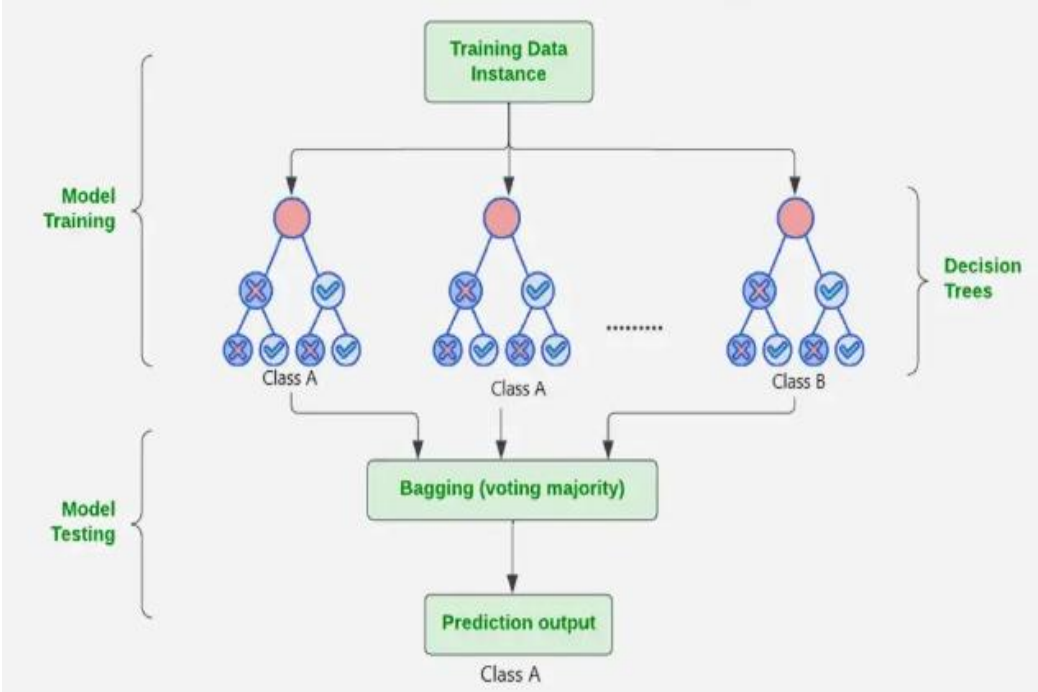 Training Data
Instance
Model
Training
Decision
Trees
.........
Class A
Class A
Class B
Bagging (voting majority)
Model
Testing
Prediction output
Class A